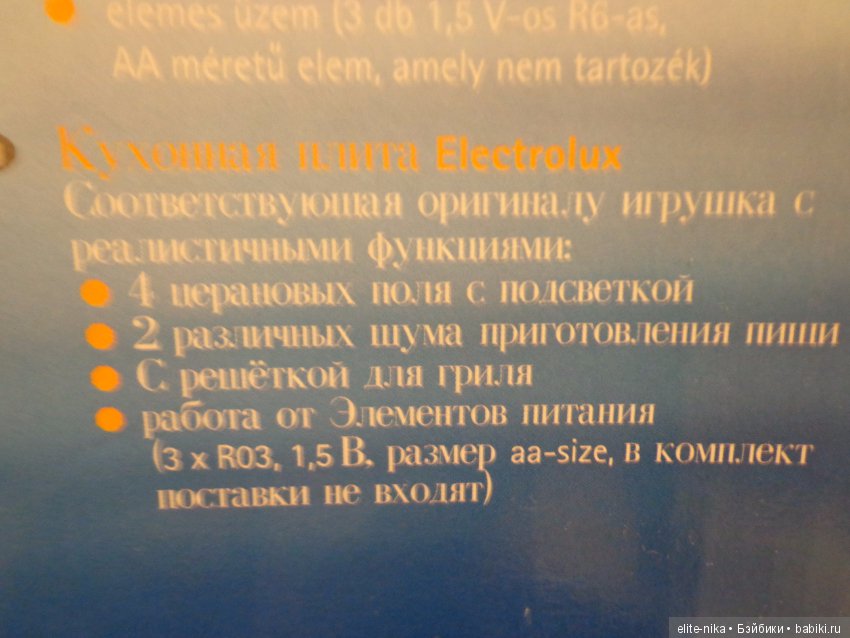 elemes üzem (3 db 1,5 V-os R6-as,
AA méretű elem, amely nem tartozék)
Кухонная плита Electrolux
Соответствующая оригиналу игрушка с
реалистичными функциями:
4 церановых поля с подсветкой
2 различных шума приготовления пиши
С решёткой для гриля
работа от Элементов питания
(3 x R03, 1,5 В, размер aa-size, в комплект
поставки не входят)
elite-nika • Бэйбики • babiki.ru